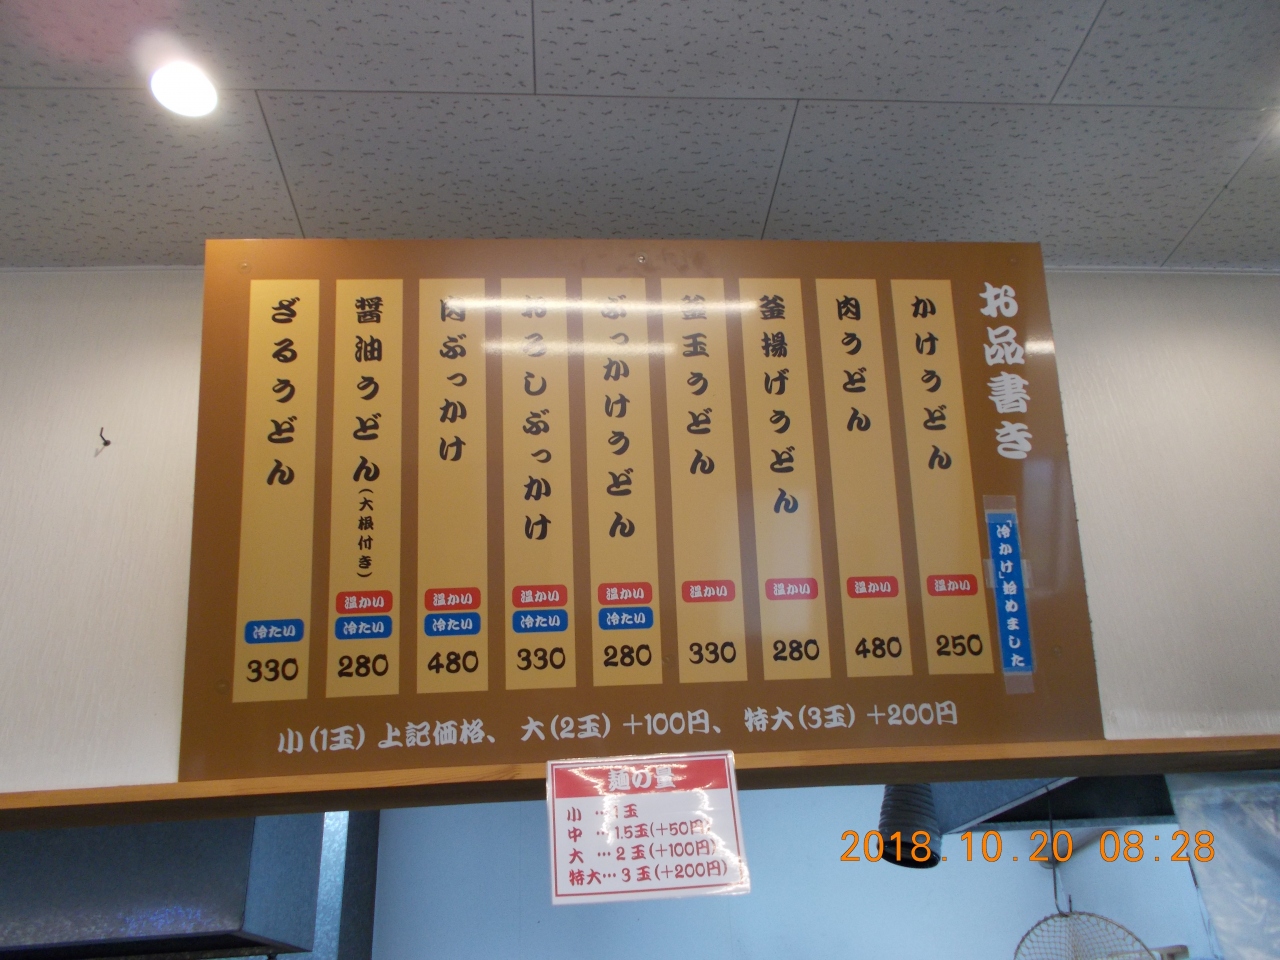 お品書き
「冷かけ」始めました
かけうどん
温かい
250
肉うどん
温かい
480
釜揚げうどん
温かい
280
釜玉うどん
温かい
330
ぶっかけうどん
温かい
冷たい
280
おろしぶっかけ
温かい
冷たい
330
肉ぶっかけ
温かい
冷たい
480
醤油うどん(大根付き)
温かい
冷たい
280
ざるうどん
冷たい
330
小(1玉)上記価格、大(2玉)+100円、特大(3玉)+200円
麺の量
小…1玉
中…1.5玉(+50円)
大…2玉(+100円)
特大…3玉(+200円)
2018.10.20 08:28